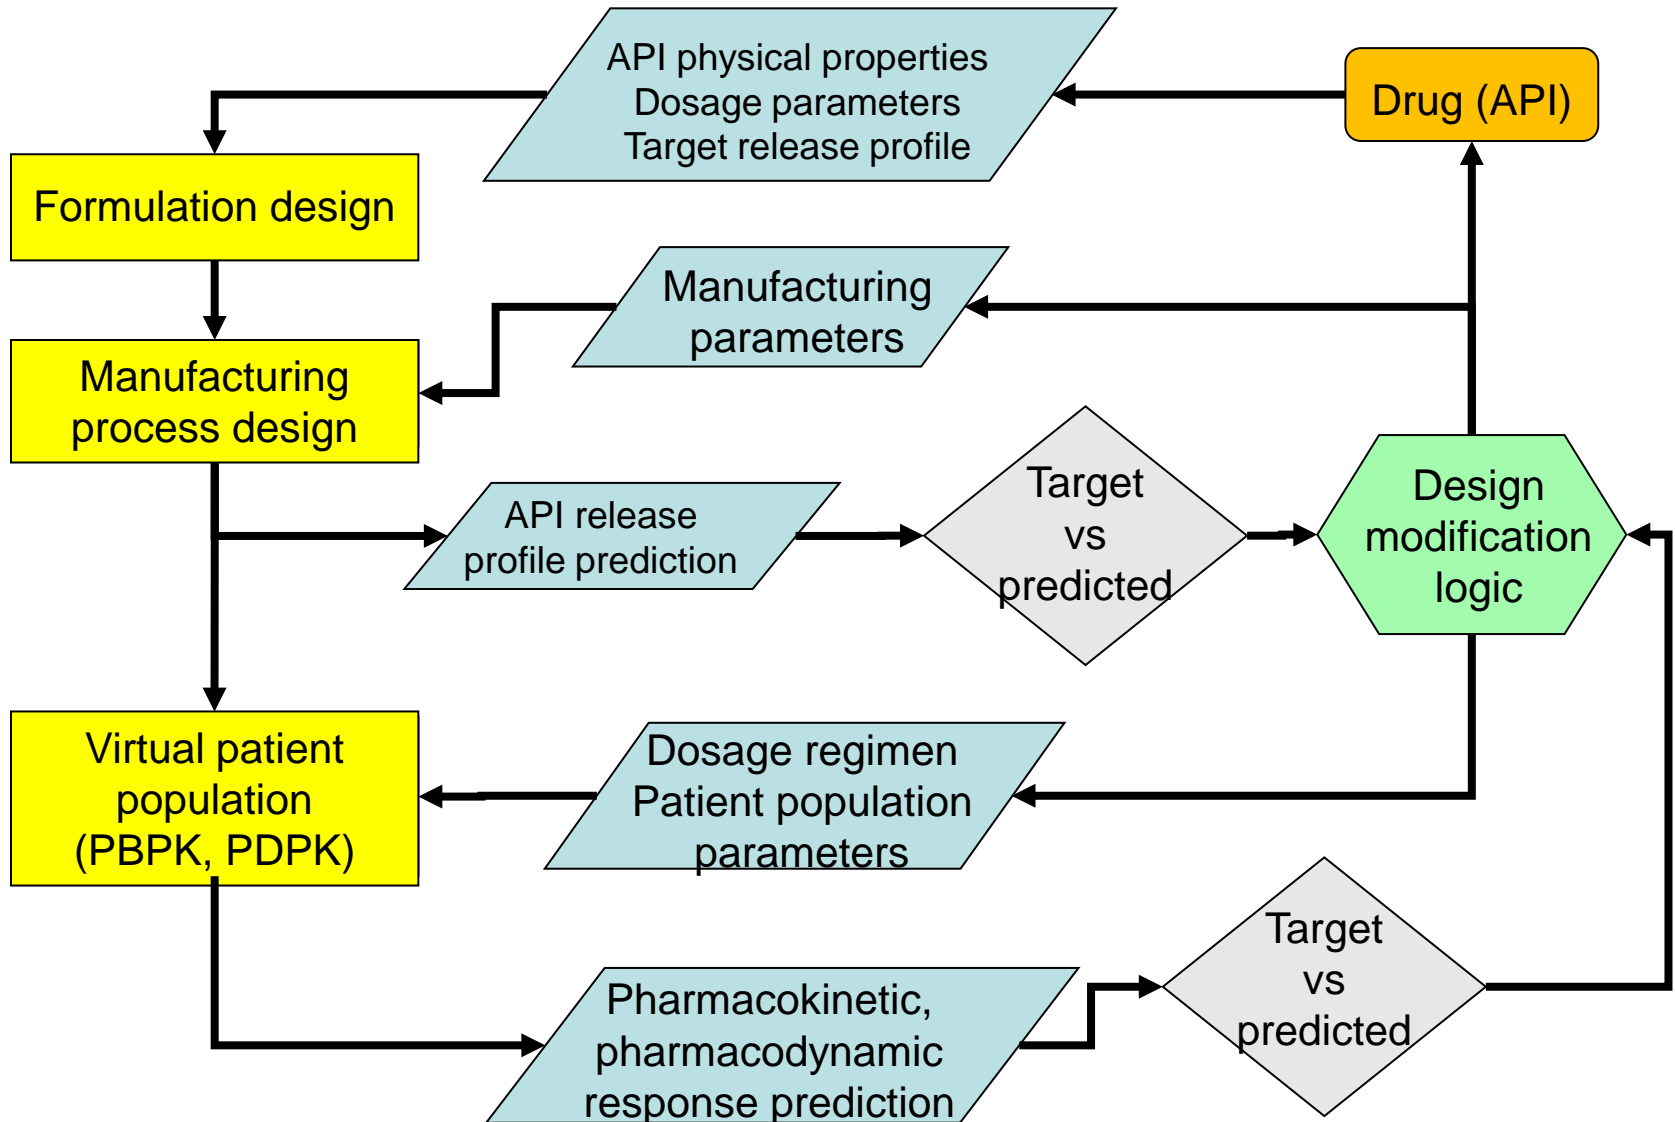 API physical properties
Dosage parameters
Target release profile
Drug (API)
Formulation design
Manufacturing
parameters
Manufacturing
process design
API release
profile prediction
Target
vs
predicted
Design
modification
logic
Virtual patient
population
(PBPK, PDPK)
Dosage regimen
Patient population
parameters
Target
vs
predicted
Pharmacokinetic,
pharmacodynamic
response prediction